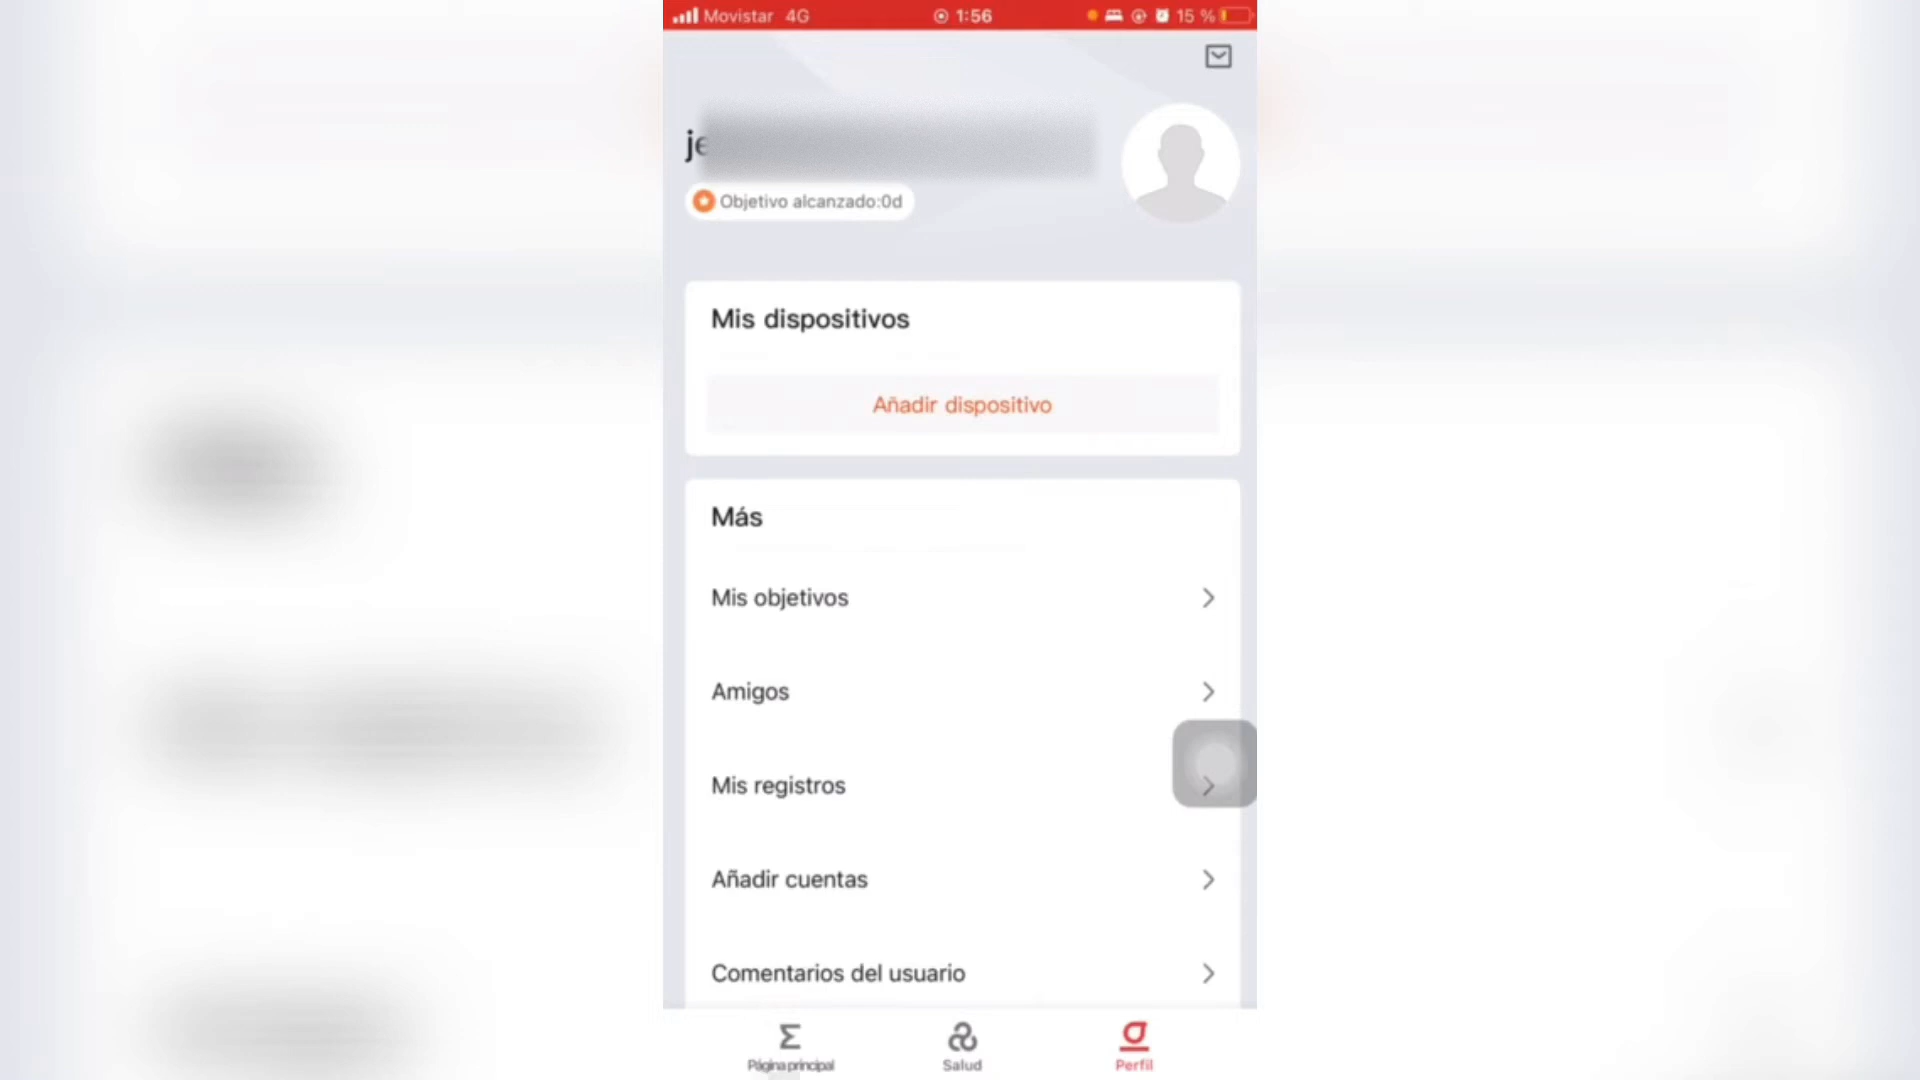 Movistar 4G 1:56 15 %
je
Objetivo alcanzado:0d
Mis dispositivos
Añadir dispositivo
Más
Mis objetivos
Amigos
Mis registros
Añadir cuentas
Comentarios del usuario
Página principal Salud Perfil